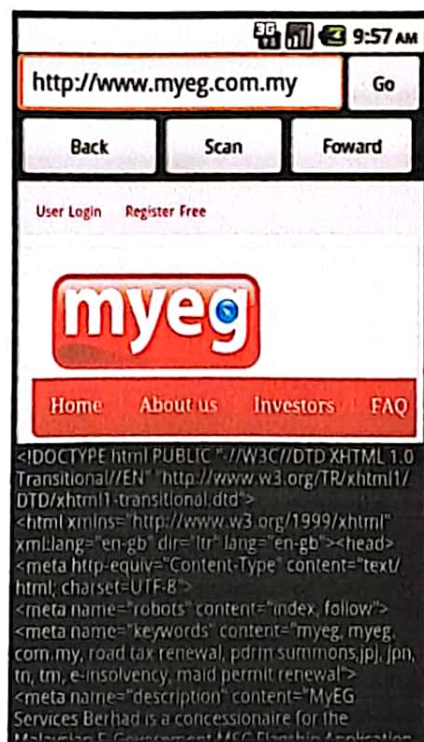 3G 9:57 AM
http://www.myeg.com.my Go
Back Scan Foward
User Login Register Free
myeg
Home About us Investors FAQ
<!DOCTYPE html PUBLIC "-//W3C//DTD XHTML 1.0
Transitional//EN" "http://www.w3.org/TR/xhtml1/
DTD/xhtml1-transitional.dtd">
<html xmlns="http://www.w3.org/1999/xhtml"
xml:lang="en-gb" dir="ltr" lang="en-gb"><head>
<meta http-equiv="Content-Type" content="text/
html; charset=UTF-8">
<meta name="robots" content="index, follow">
<meta name="keywords" content="myeg, myeg.
com.my, road tax renewal, pdrm summons,jpj, jpn,
tn, tm, e-insolvency, maid permit renewal">
<meta name="description" content="MyEG
Services Berhad is a concessionaire for the
Malaysian E-Government MSC Flagship Application